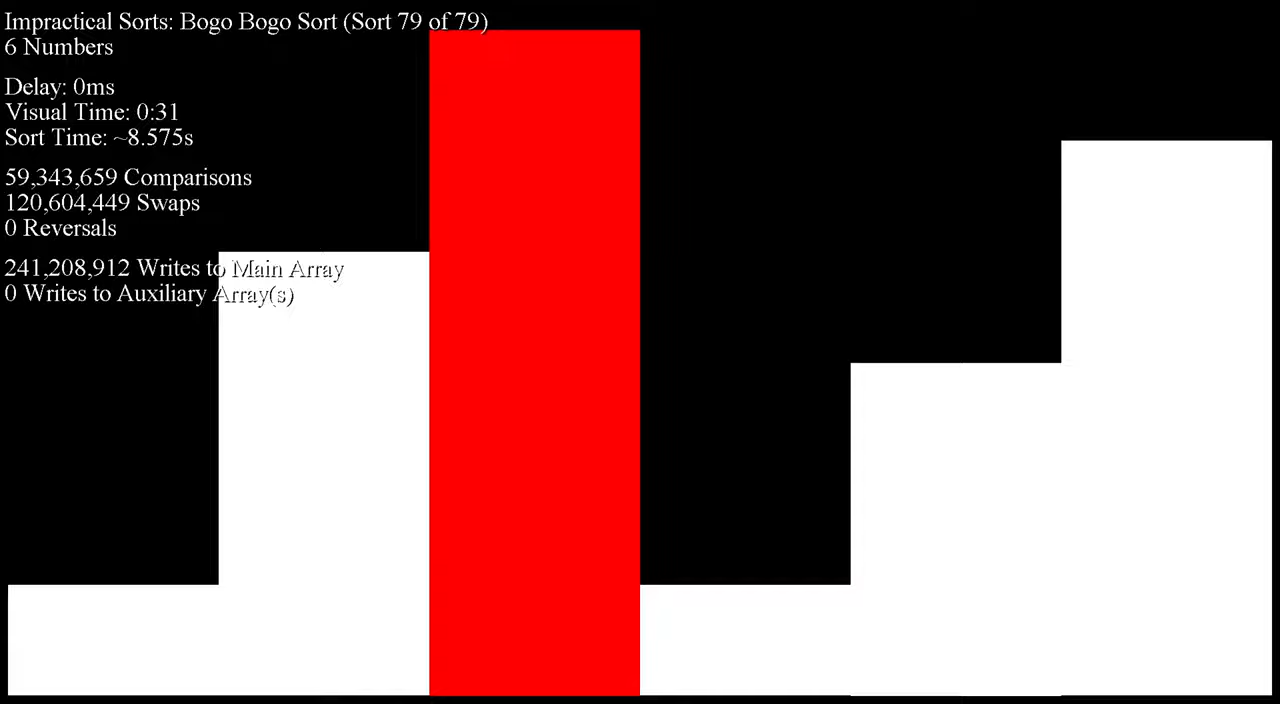 Impractical Sorts: Bogo Bogo Sort (Sort 79 of 79)
6 Numbers
Delay: 0ms
Visual Time: 0:31
Sort Time: ~8.575s
59,343,659 Comparisons
120,604,449 Swaps
0 Reversals
241,208,912 Writes to Main Array
0 Writes to Auxiliary Array(s)